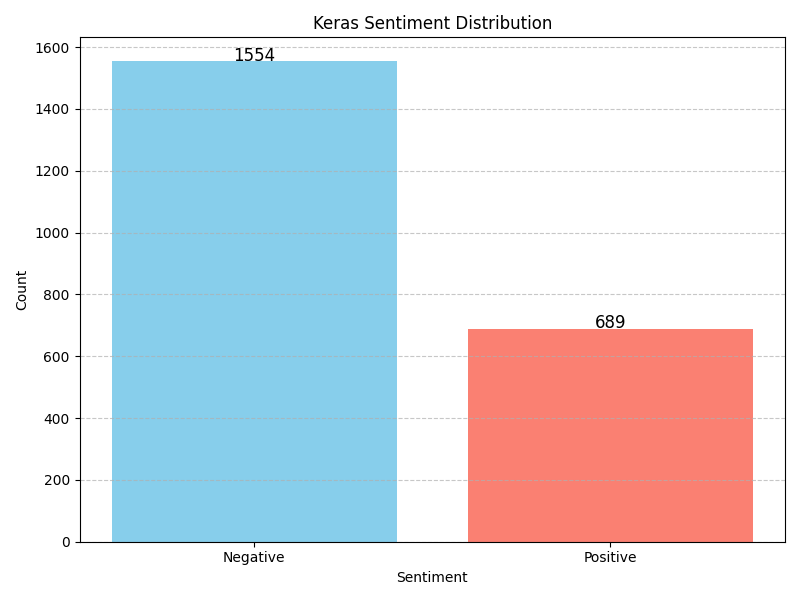 Keras Sentiment Distribution
1600
1400
1200
1000
800
600
400
200
0
Count
1554
689
Negative
Positive
Sentiment